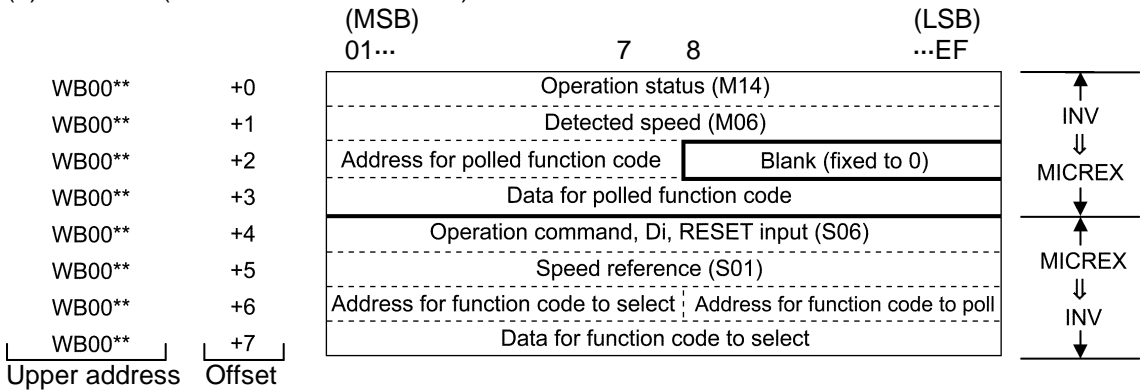 (MSB) (LSB)
01··· 7 8 ···EF
WB00** +0 Operation status (M14)
WB00** +1 Detected speed (M06)
WB00** +2 Address for polled function code Blank (fixed to 0)
WB00** +3 Data for polled function code
INV
⇓
MICREX
WB00** +4 Operation command, Di, RESET input (S06)
WB00** +5 Speed reference (S01)
WB00** +6 Address for function code to select Address for function code to poll
WB00** +7 Data for function code to select
MICREX
⇓
INV
Upper address Offset